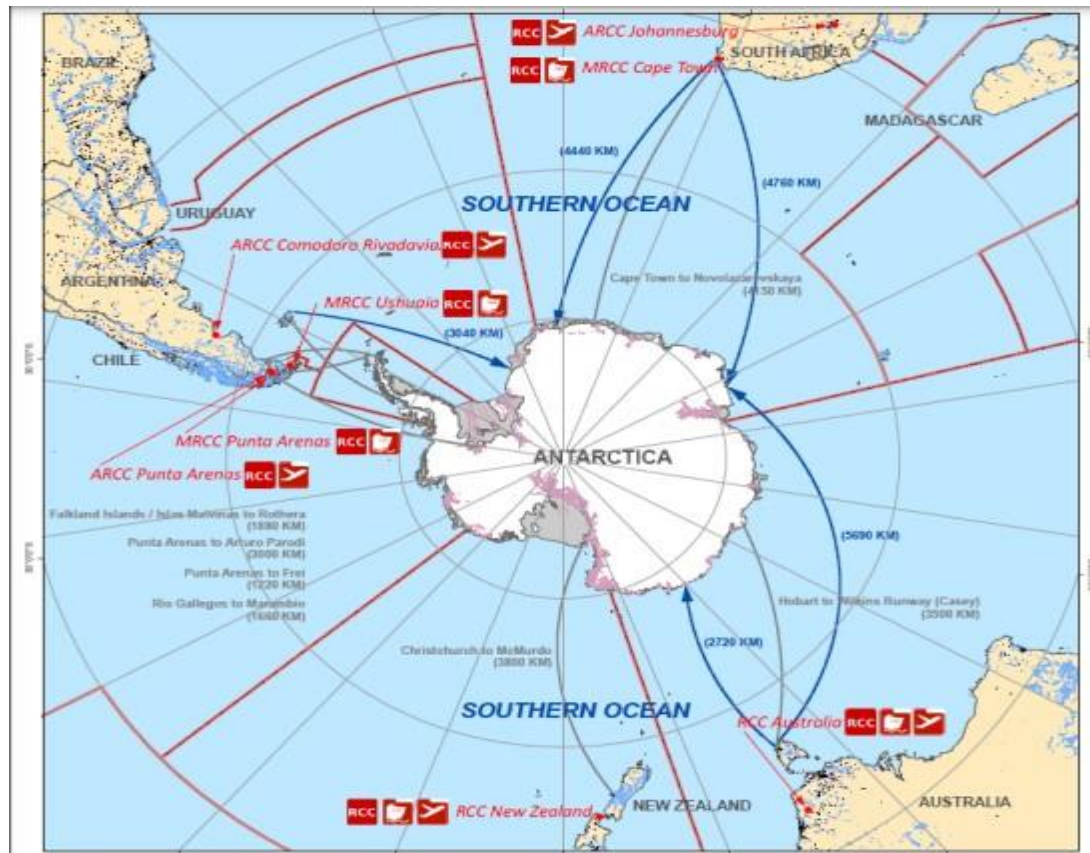 RCC ARCC Johannesburg
SOUTH AFRICA
BRAZIL
RCC MRCC Cape Town
MADAGASCAR
(4440 KM)
(4760 KM)
SOUTHERN OCEAN
URUGUAY
ARCC Comodoro Rivadavia RCC
Cape Town to Novolazarevskaya
(4150 KM)
ARGENTINA
MRCC Ushuaia RCC
(3040 KM)
CHILE
MRCC Punta Arenas RCC
ANTARCTICA
ARCC Punta Arenas RCC
Falkland Islands / Islas Malvinas to Rothera
(1880 KM)
Punta Arenas to Arturo Parodi
(3000 KM)
(5690 KM)
Punta Arenas to Frei
(1220 KM)
Rio Gallegos to Marambio
(1660 KM)
Hobart to Wilkins Runway (Casey)
(3500 KM)
Christchurch to McMurdo
(3800 KM)
(2720 KM)
SOUTHERN OCEAN
RCC Australia RCC
RCC RCC New Zealand
NEW ZEALAND
AUSTRALIA